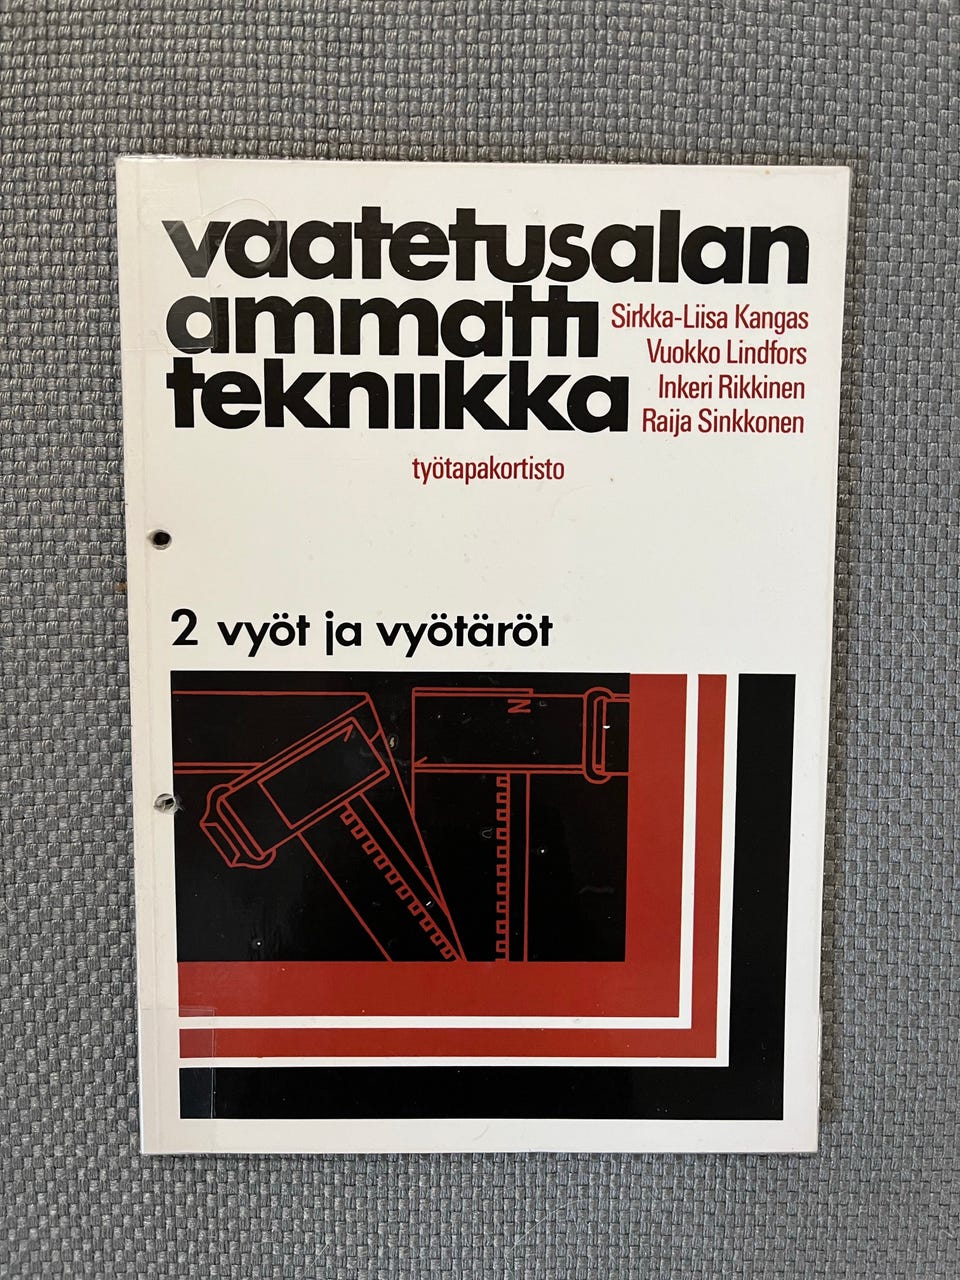 vaatetusalan
ammatti
tekniikka
Sirkka-Liisa Kangas
Vuokko Lindfors
Inkeri Rikkinen
Raija Sinkkonen
työtapakortisto
2 vyöt ja vyötäröt